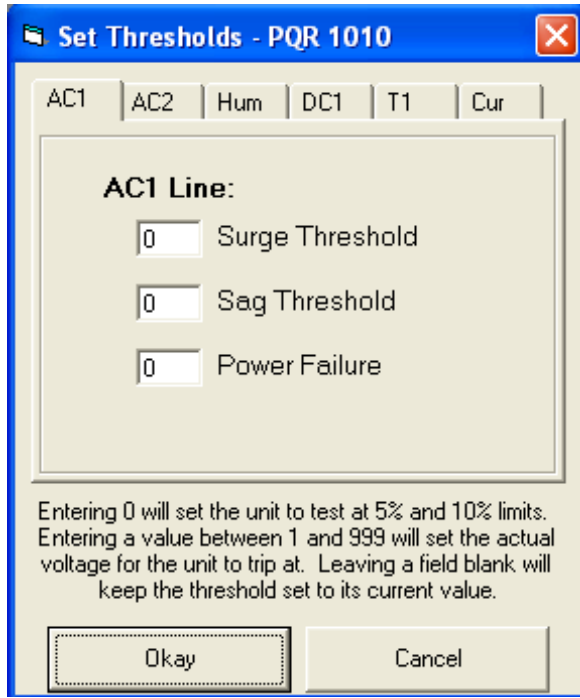 Set Thresholds - PQR 1010
AC1 AC2 Hum DC1 T1 Cur
AC1 Line:
0 Surge Threshold
0 Sag Threshold
0 Power Failure
Entering 0 will set the unit to test at 5% and 10% limits.
Entering a value between 1 and 999 will set the actual
voltage for the unit to trip at. Leaving a field blank will
keep the threshold set to its current value.
Okay Cancel